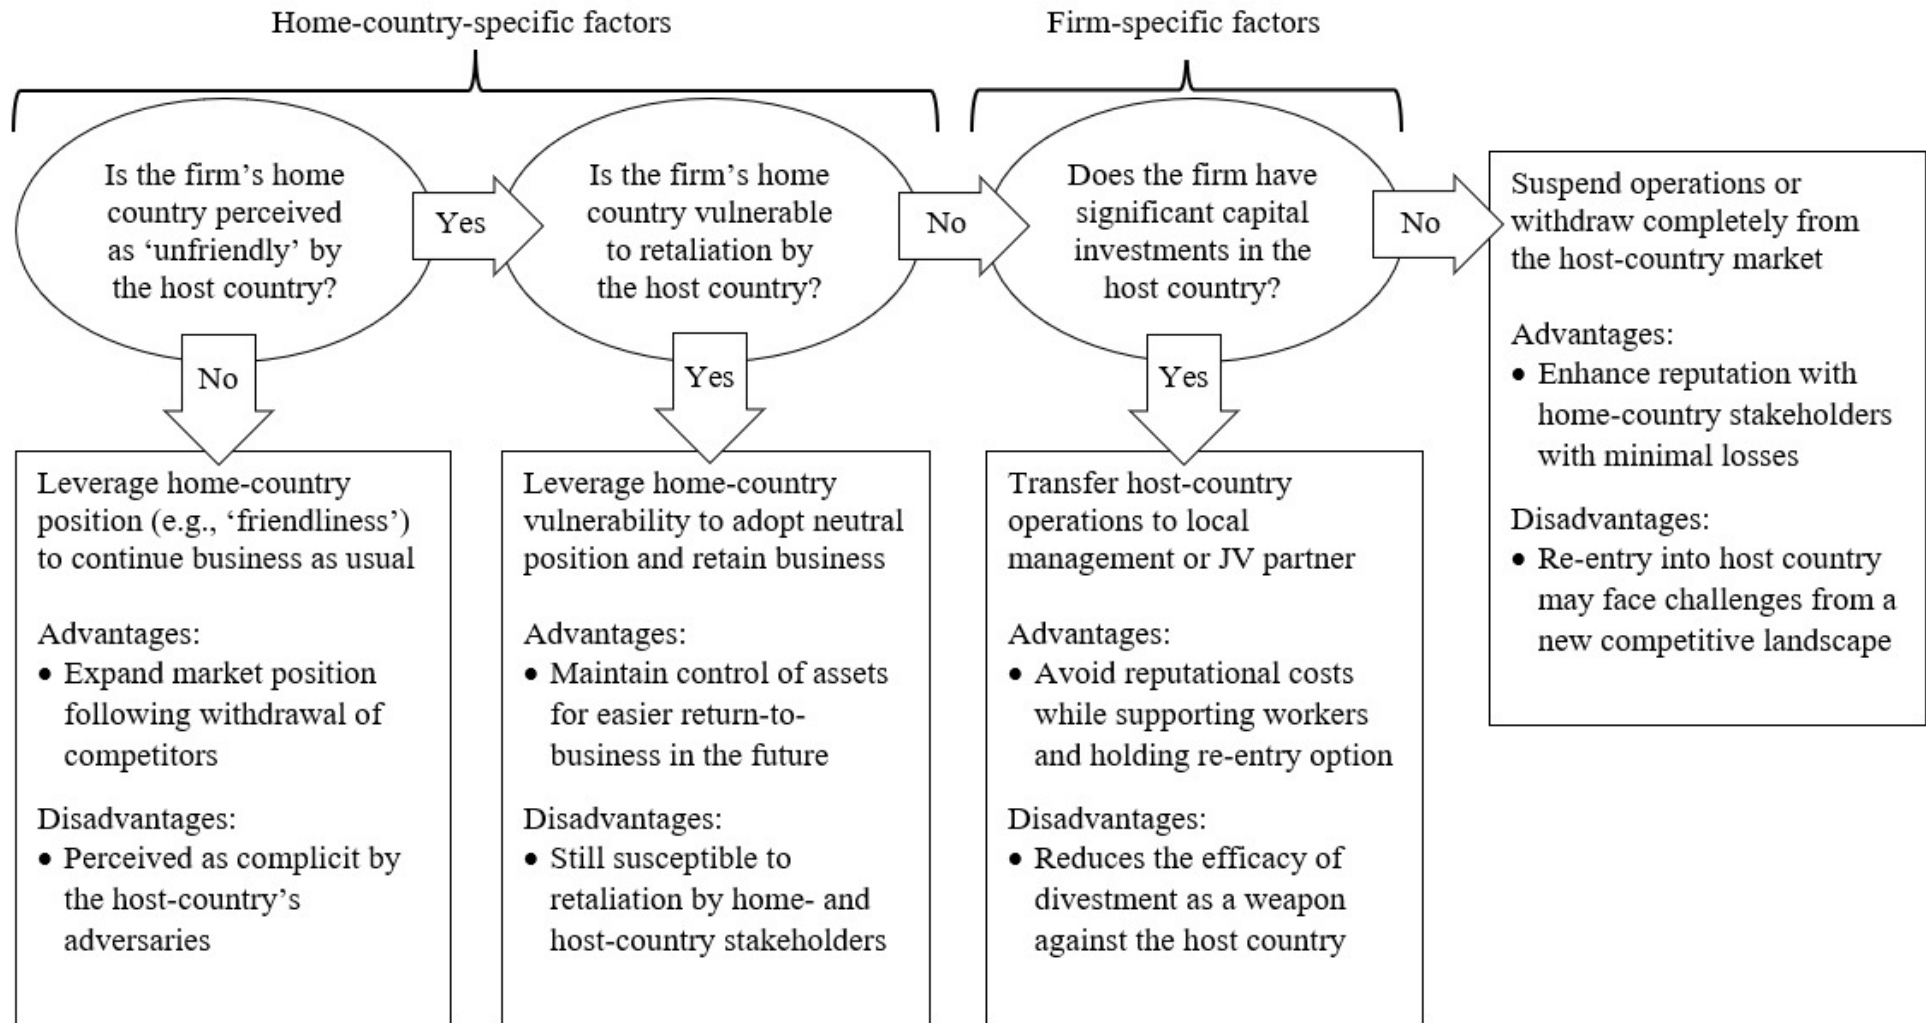 Home-country-specific factors
Firm-specific factors
Is the firm’s home
country perceived
as ‘unfriendly’ by
the host country?
Yes
Is the firm’s home
country vulnerable
to retaliation by
the host country?
No
Does the firm have
significant capital
investments in the
host country?
No
Suspend operations or
withdraw completely from
the host-country market
Advantages:
• Enhance reputation with
home-country stakeholders
with minimal losses
Disadvantages:
• Re-entry into host country
may face challenges from a
new competitive landscape
No
Leverage home-country
position (e.g., ‘friendliness’)
to continue business as usual
Advantages:
• Expand market position
following withdrawal of
competitors
Disadvantages:
• Perceived as complicit by
the host-country’s
adversaries
Yes
Leverage home-country
vulnerability to adopt neutral
position and retain business
Advantages:
• Maintain control of assets
for easier return-to-
business in the future
Disadvantages:
• Still susceptible to
retaliation by home- and
host-country stakeholders
Yes
Transfer host-country
operations to local
management or JV partner
Advantages:
• Avoid reputational costs
while supporting workers
and holding re-entry option
Disadvantages:
• Reduces the efficacy of
divestment as a weapon
against the host country